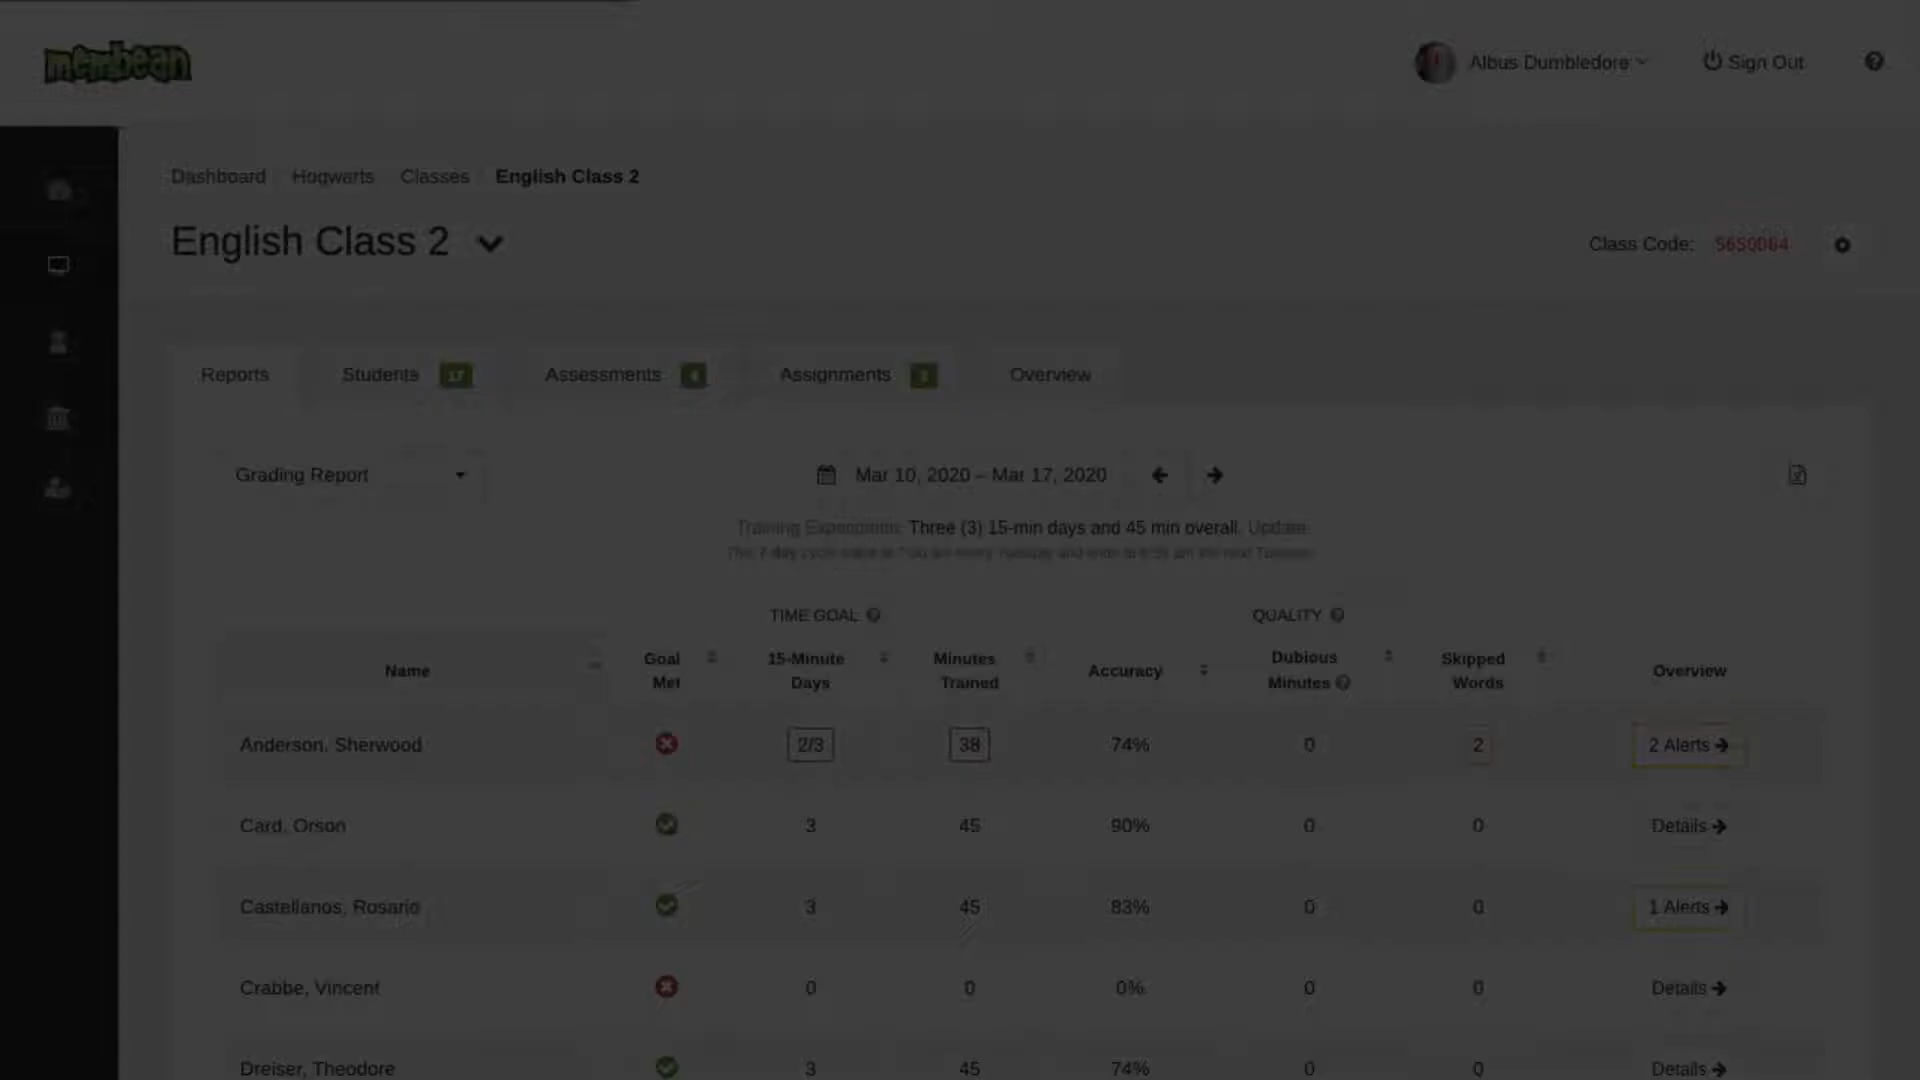 membean
Albus Dumbledore
Sign Out
Dashboard Hogwarts Classes English Class 2
English Class 2
Class Code:
Reports
Students 17
Assessments 4
Assignments
Overview
Grading Report
Mar 10, 2020 – Mar 17, 2020
Training Expectation: Three (3) 15-min days and 45 min overall. Update
TIME GOAL
QUALITY
Name
Goal Met
15-Minute Days
Minutes Trained
Accuracy
Dubious Minutes
Skipped Words
Overview
Anderson, Sherwood 2/3 38 74% 0 2 2 Alerts
Card, Orson 3 45 90% 0 0 Details
Castellanos, Rosario 3 45 83% 0 0 1 Alerts
Crabbe, Vincent 0 0 0% 0 0 Details
Dreiser, Theodore 3 45 74% 0 0 Details